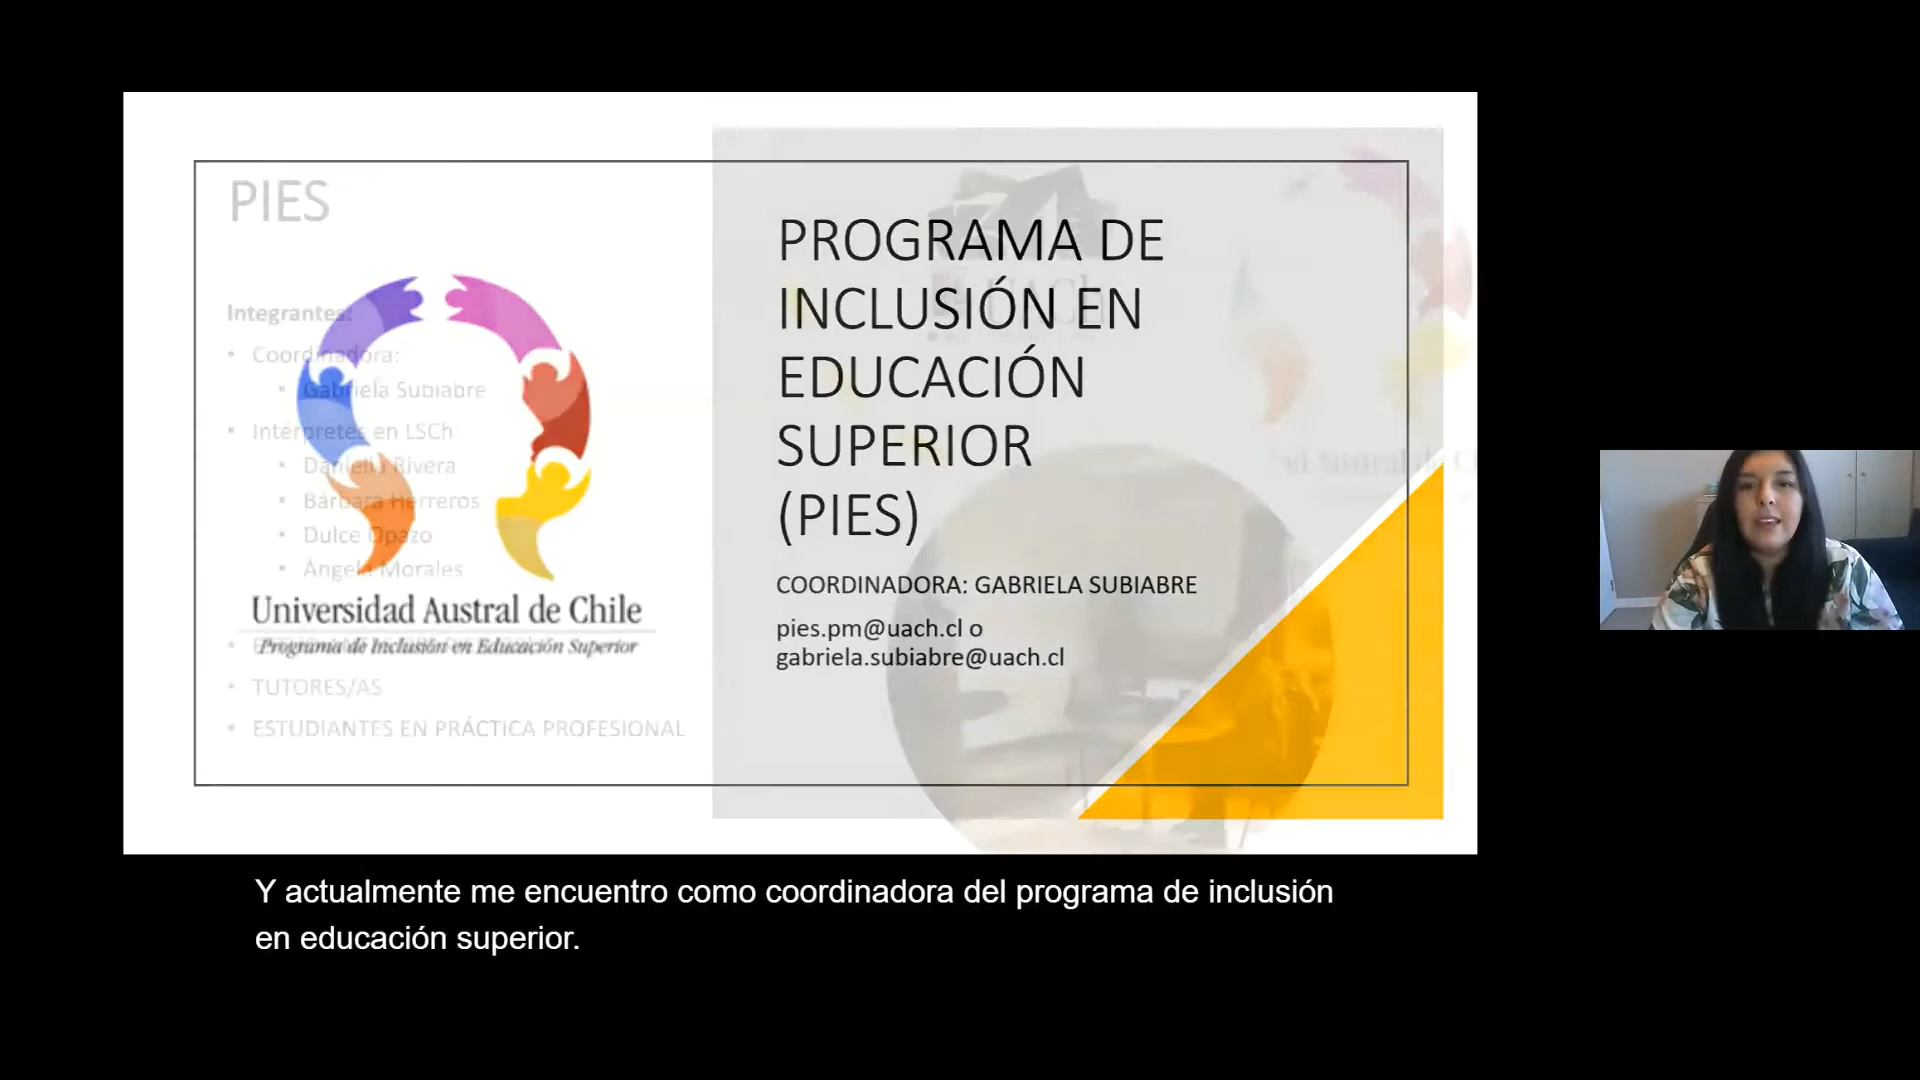 PIES
Integrantes:
Coordinadora:
Gabriela Subiabre
Intérpretes en LSCh
Daniella Rivera
Bárbara Herreros
Dulce Opazo
Ángela Morales
TUTORES/AS
ESTUDIANTES EN PRÁCTICA PROFESIONAL
Universidad Austral de Chile
Programa de Inclusión en Educación Superior
PROGRAMA DE
INCLUSIÓN EN
EDUCACIÓN
SUPERIOR
(PIES)
COORDINADORA: GABRIELA SUBIABRE
pies.pm@uach.cl o
gabriela.subiabre@uach.cl
UACh
Y actualmente me encuentro como coordinadora del programa de inclusión
en educación superior.